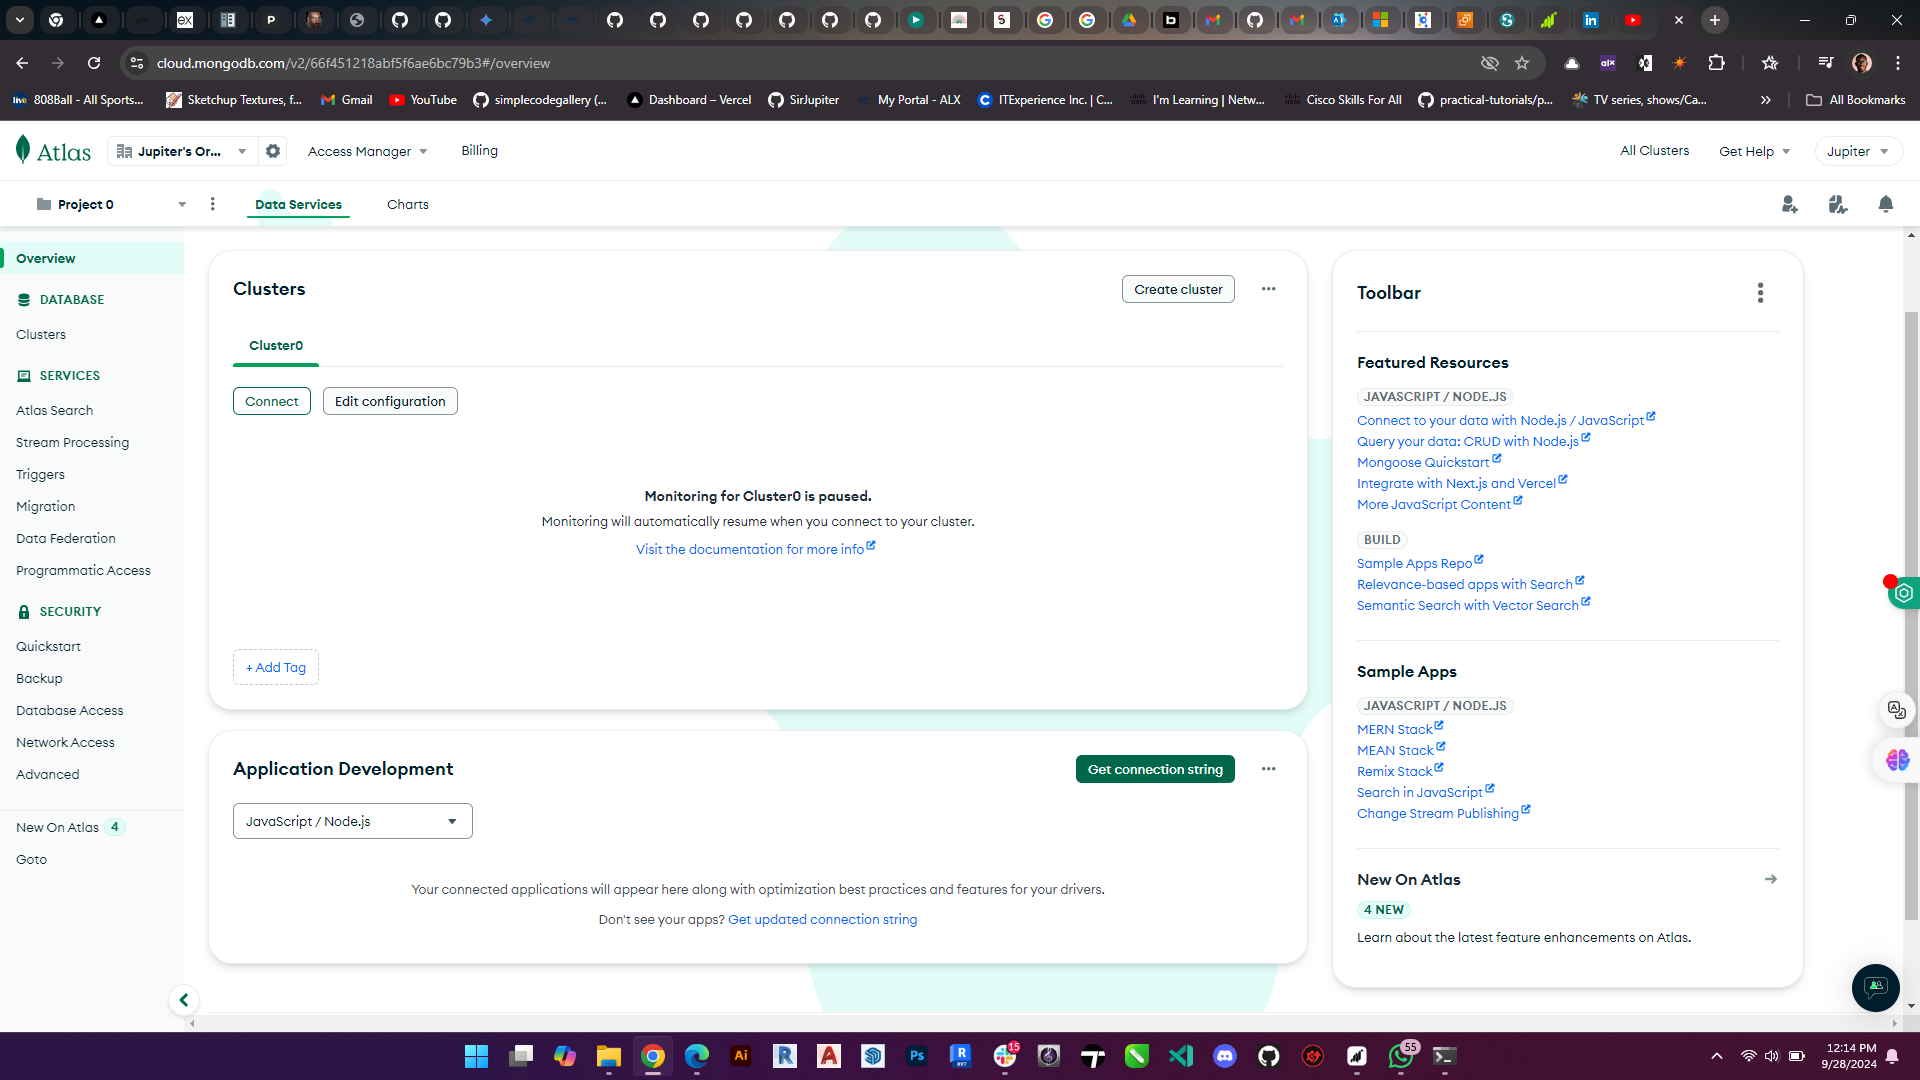 cloud.mongodb.com/v2/66f451218abf5f6ae6bc79b3#/overview
808Ball - All Sports...
Sketchup Textures, f...
Gmail
YouTube
simplecodegallery (...
Dashboard – Vercel
SirJupiter
My Portal - ALX
ITExperience Inc. | C...
I'm Learning | Netw...
Cisco Skills For All
practical-tutorials/p...
TV series, shows/Ca...
All Bookmarks
Atlas
Jupiter's Or...
Access Manager
Billing
All Clusters
Get Help
Jupiter
Project 0
Data Services
Charts
Overview
DATABASE
Clusters
SERVICES
Atlas Search
Stream Processing
Triggers
Migration
Data Federation
Programmatic Access
SECURITY
Quickstart
Backup
Database Access
Network Access
Advanced
New On Atlas 4
Goto
Clusters
Create cluster
Cluster0
Connect
Edit configuration
Monitoring for Cluster0 is paused.
Monitoring will automatically resume when you connect to your cluster.
Visit the documentation for more info
+ Add Tag
Application Development
Get connection string
JavaScript / Node.js
Your connected applications will appear here along with optimization best practices and features for your drivers.
Don't see your apps? Get updated connection string
Toolbar
Featured Resources
JAVASCRIPT / NODE.JS
Connect to your data with Node.js / JavaScript
Query your data: CRUD with Node.js
Mongoose Quickstart
Integrate with Next.js and Vercel
More JavaScript Content
BUILD
Sample Apps Repo
Relevance-based apps with Search
Semantic Search with Vector Search
Sample Apps
JAVASCRIPT / NODE.JS
MERN Stack
MEAN Stack
Remix Stack
Search in JavaScript
Change Stream Publishing
New On Atlas
4 NEW
Learn about the latest feature enhancements on Atlas.
15
55
12:14 PM
9/28/2024